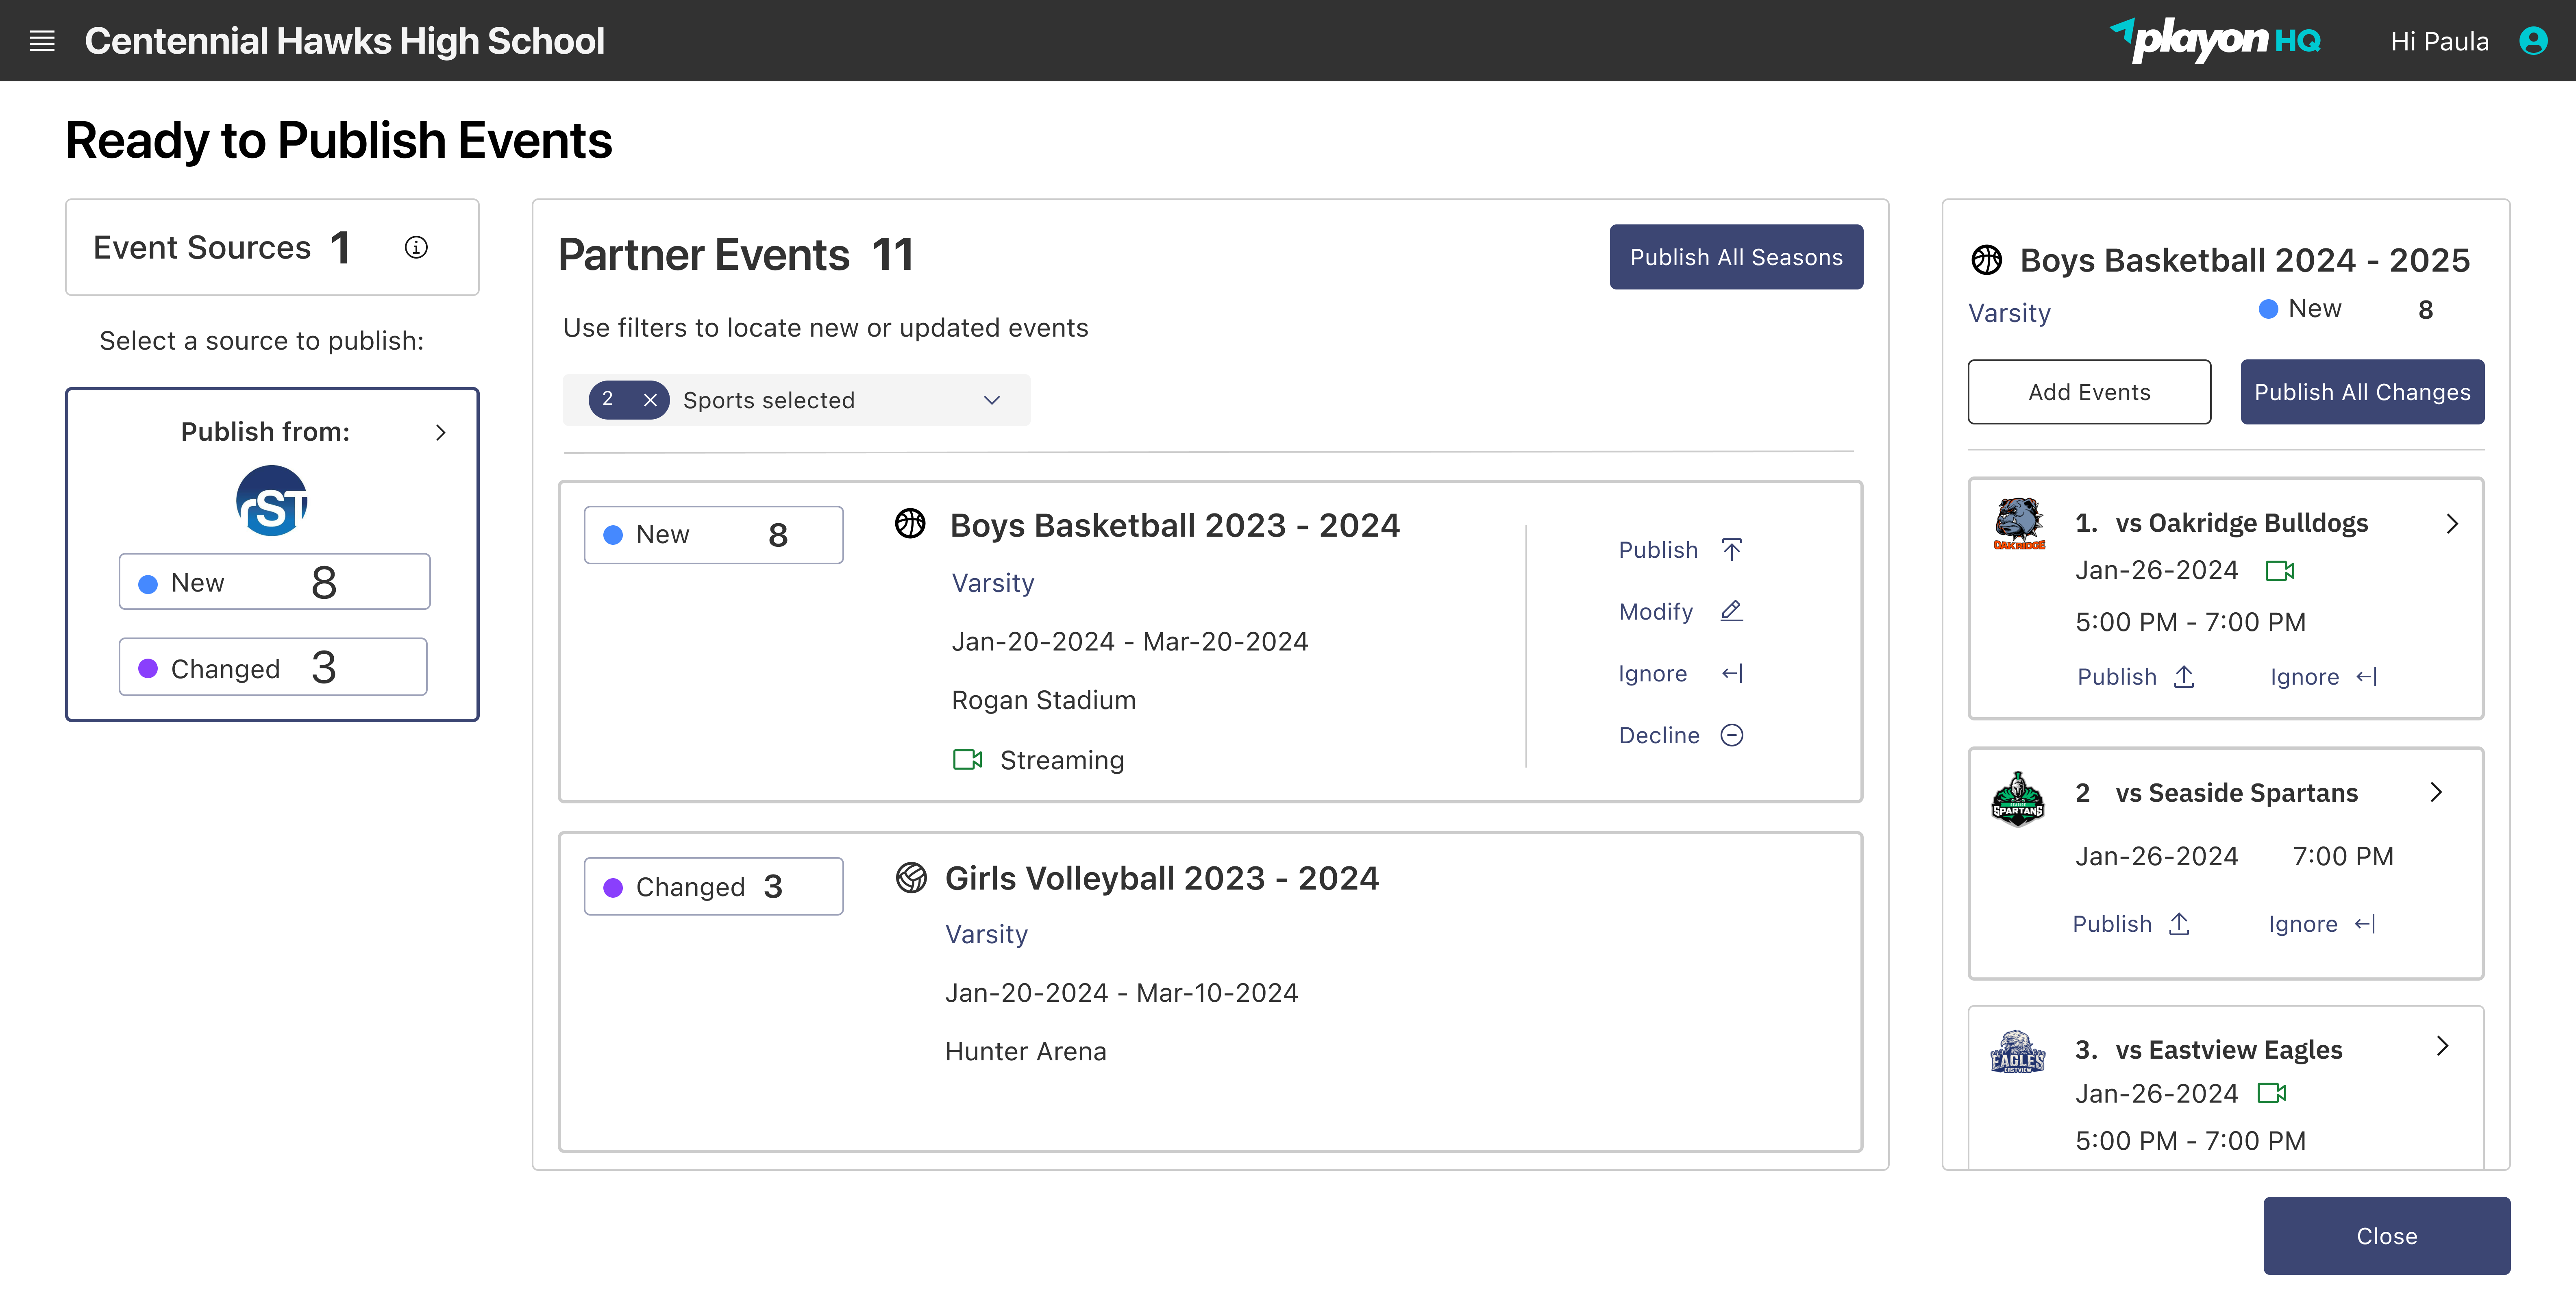 Centennial Hawks High School
playon HQ
Hi Paula
Ready to Publish Events
Event Sources 1
Select a source to publish:
Publish from:
rST
New 8
Changed 3
Partner Events 11
Publish All Seasons
Use filters to locate new or updated events
2 Sports selected
New 8
Boys Basketball 2023 - 2024
Varsity
Jan-20-2024 - Mar-20-2024
Rogan Stadium
Streaming
Publish
Modify
Ignore
Decline
Changed 3
Girls Volleyball 2023 - 2024
Varsity
Jan-20-2024 - Mar-10-2024
Hunter Arena
Boys Basketball 2024 - 2025
Varsity
New 8
Add Events
Publish All Changes
OAKRIDGE
1. vs Oakridge Bulldogs
Jan-26-2024
5:00 PM - 7:00 PM
Publish
Ignore
SPARTANS
2 vs Seaside Spartans
Jan-26-2024 7:00 PM
Publish
Ignore
EAGLES
EASTVIEW
3. vs Eastview Eagles
Jan-26-2024
5:00 PM - 7:00 PM
Close